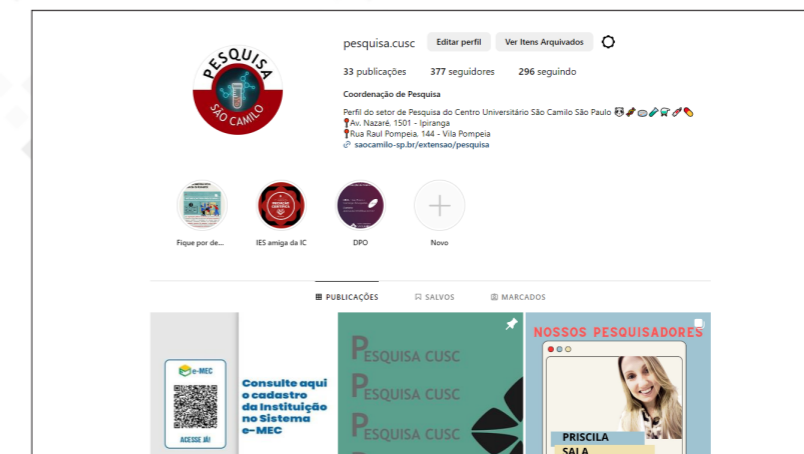 PESQUISA
SÃO CAMILO
pesquisa.cusc Editar perfil Ver Itens Arquivados
33 publicações 377 seguidores 296 seguindo
Coordenação de Pesquisa
Perfil do setor de Pesquisa do Centro Universitário São Camilo São Paulo
Av. Nazaré, 1501 - Ipiranga
Rua Raul Pompeia, 144 - Vila Pompeia
saocamilo-sp.br/extensao/pesquisa
Fique por de... IES amiga da IC DPO Novo
PUBLICAÇÕES SALVOS MARCADOS
e-MEC
ACESSE JÁ!
Consulte aqui
o cadastro
da Instituição
no Sistema
e-MEC
PESQUISA CUSC
PESQUISA CUSC
PESQUISA CUSC
NOSSOS PESQUISADORES
PRISCILA
SALA